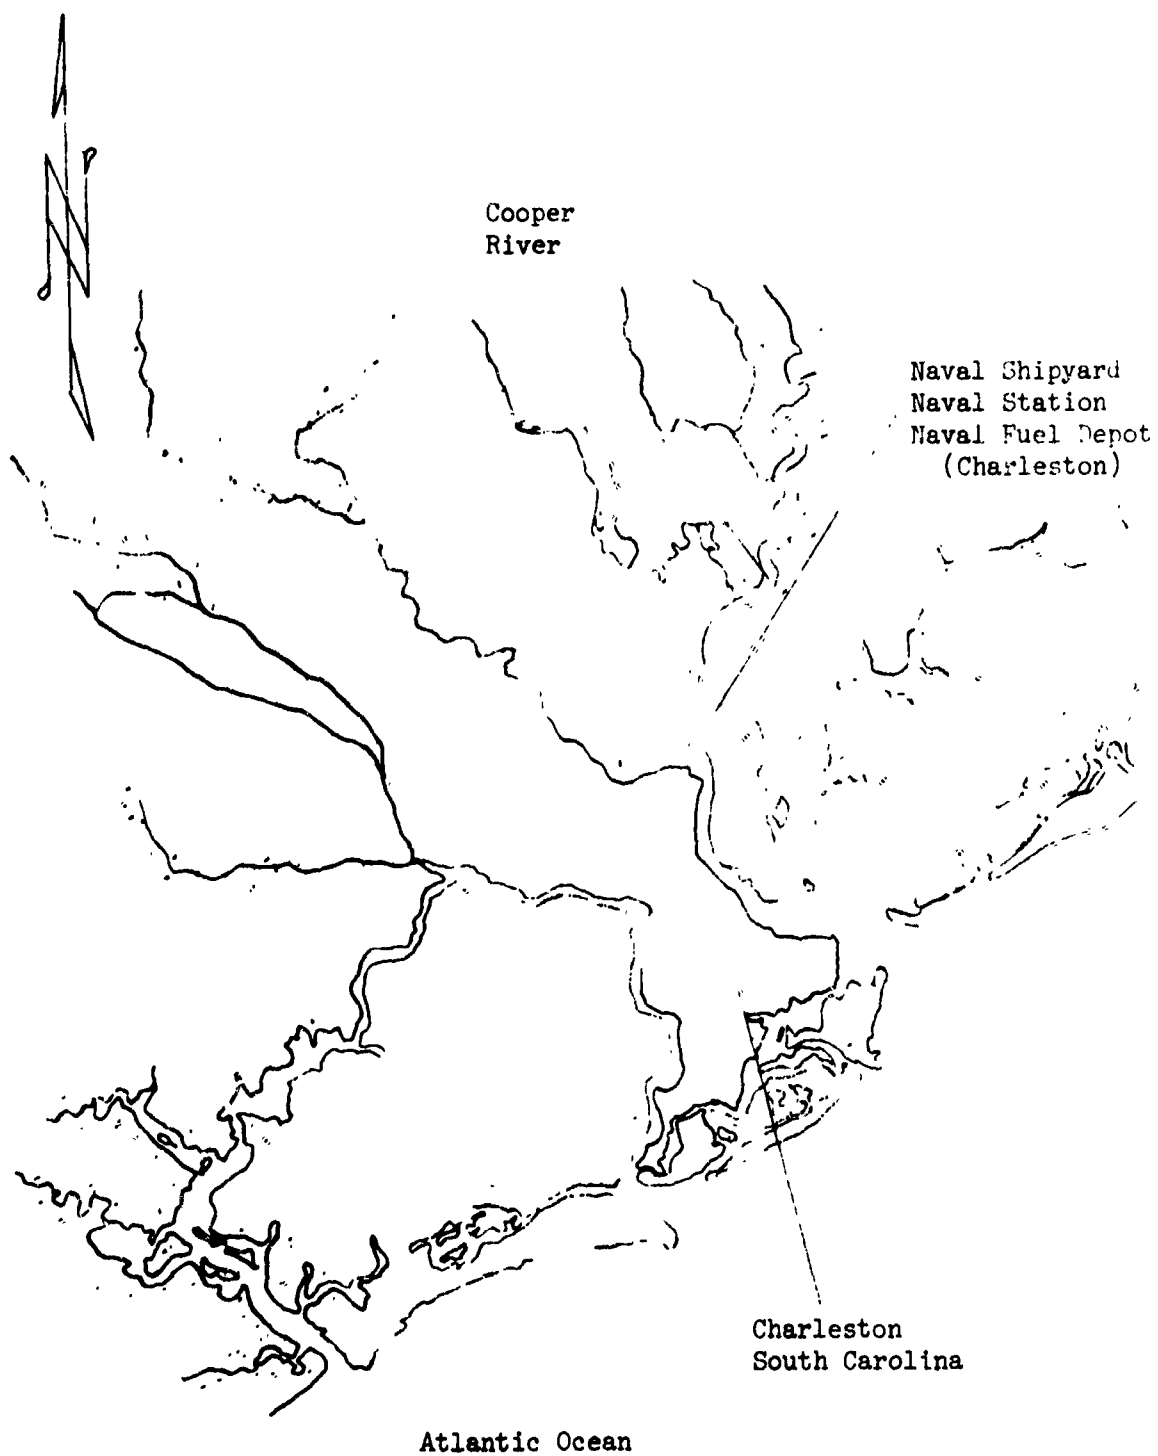 N
Cooper
River
Naval Shipyard
Naval Station
Naval Fuel Depot
(Charleston)
Charleston
South Carolina
Atlantic Ocean